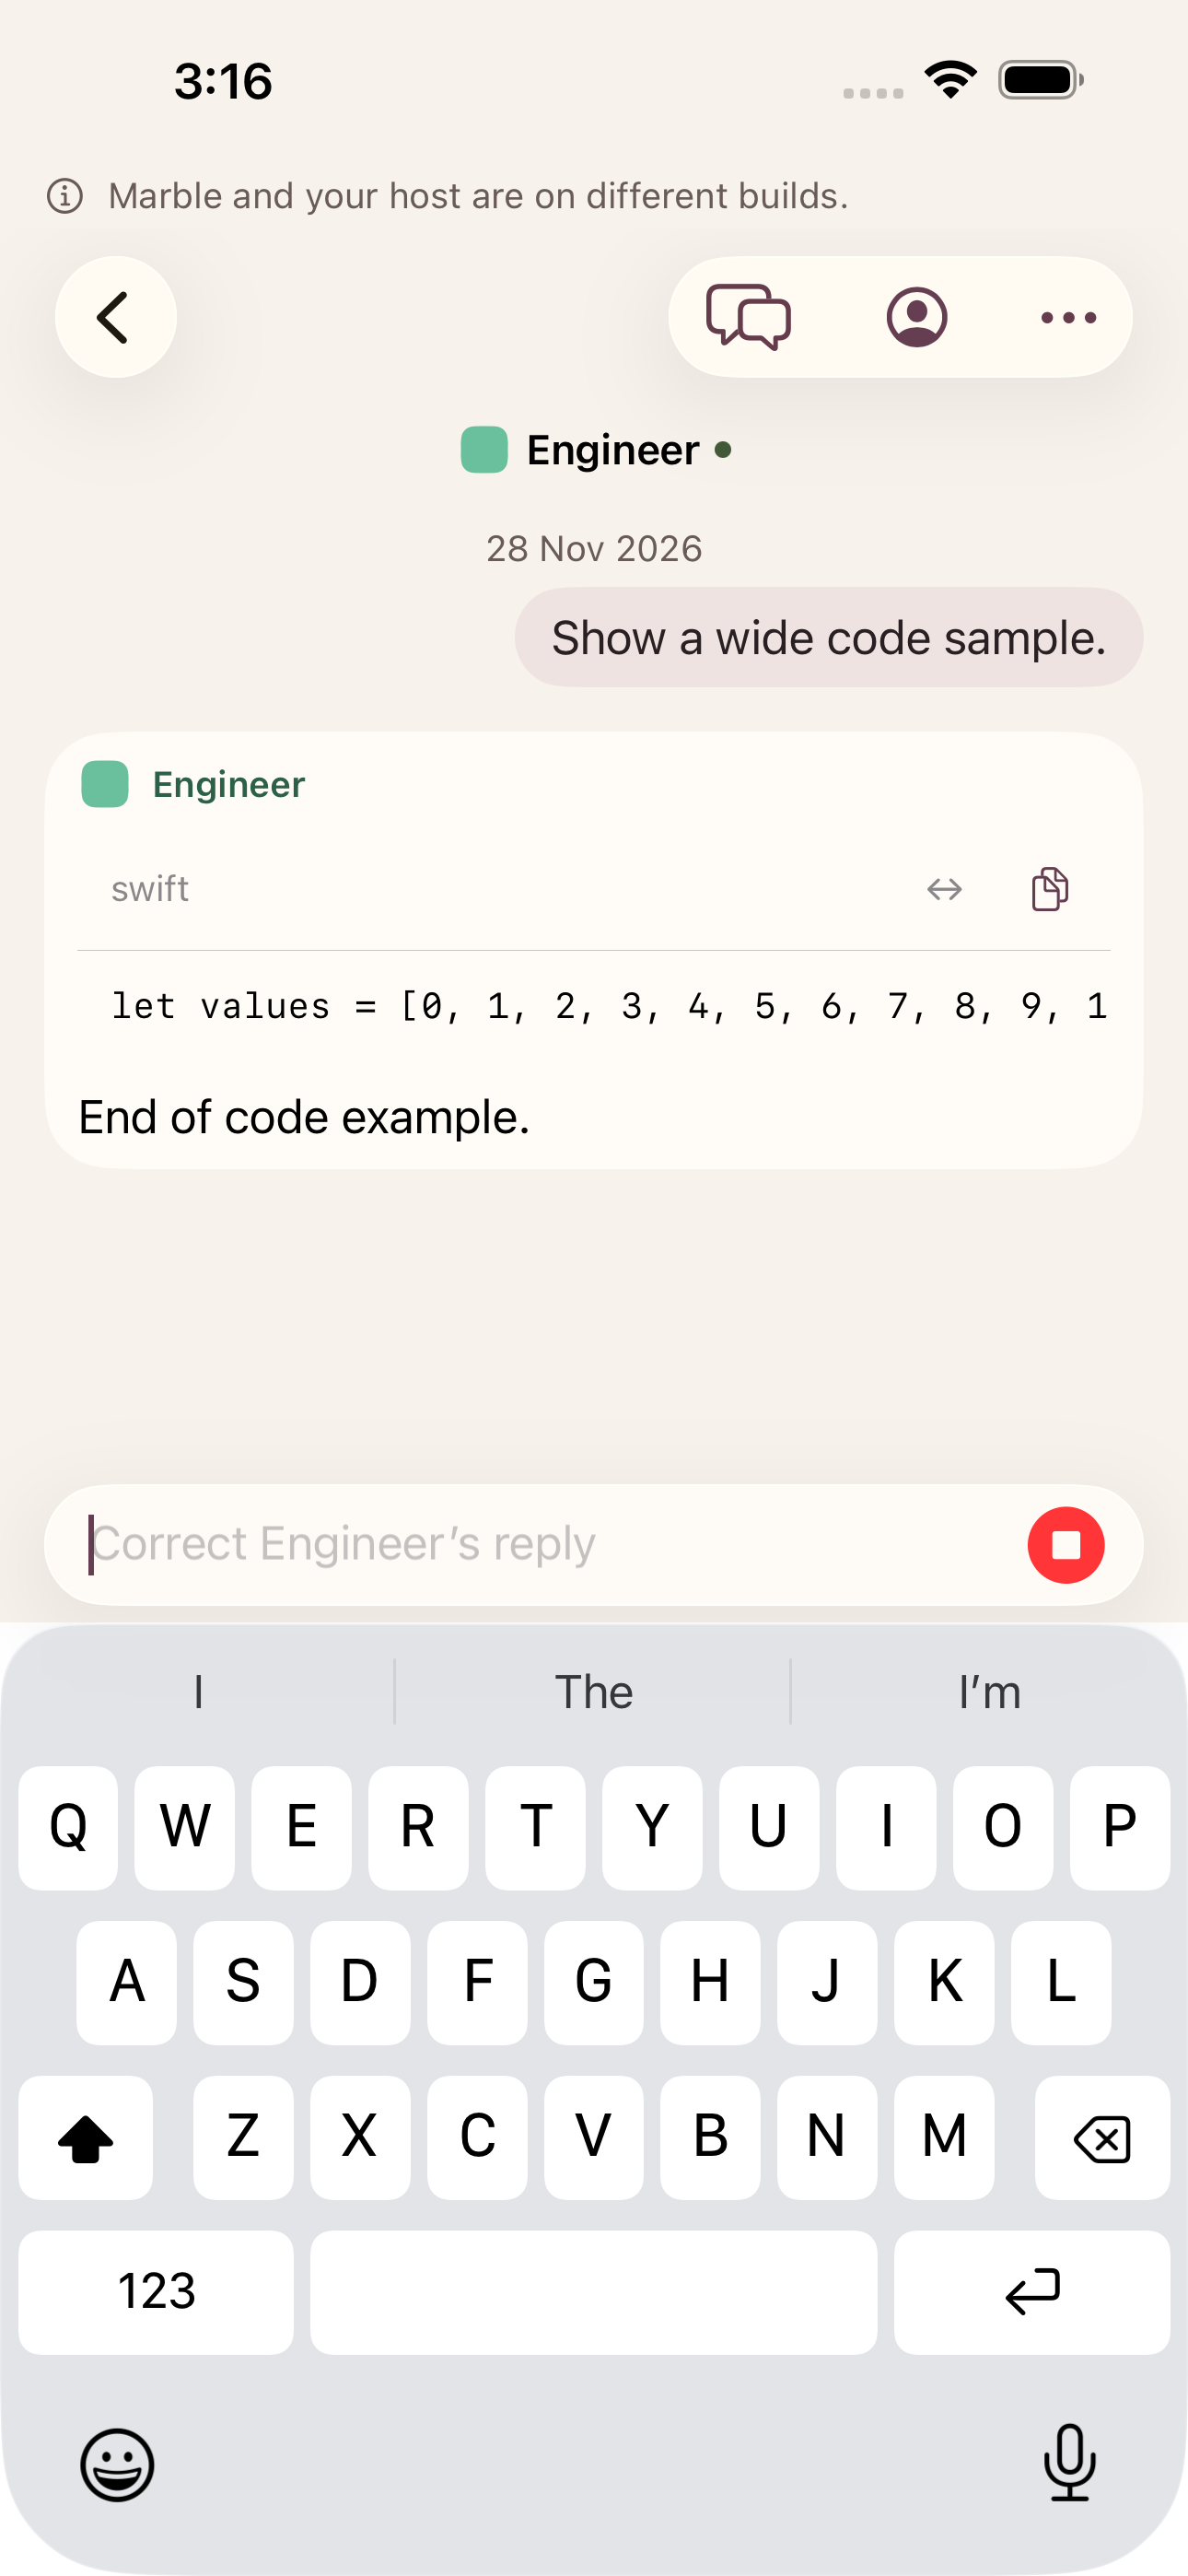 3:16
Marble and your host are on different builds.
Engineer
28 Nov 2026
Show a wide code sample.
Engineer
swift
let values = [0, 1, 2, 3, 4, 5, 6, 7, 8, 9, 1
End of code example.
Correct Engineer’s reply
I The I’m
Q W E R T Y U I O P
A S D F G H J K L
Z X C V B N M
123